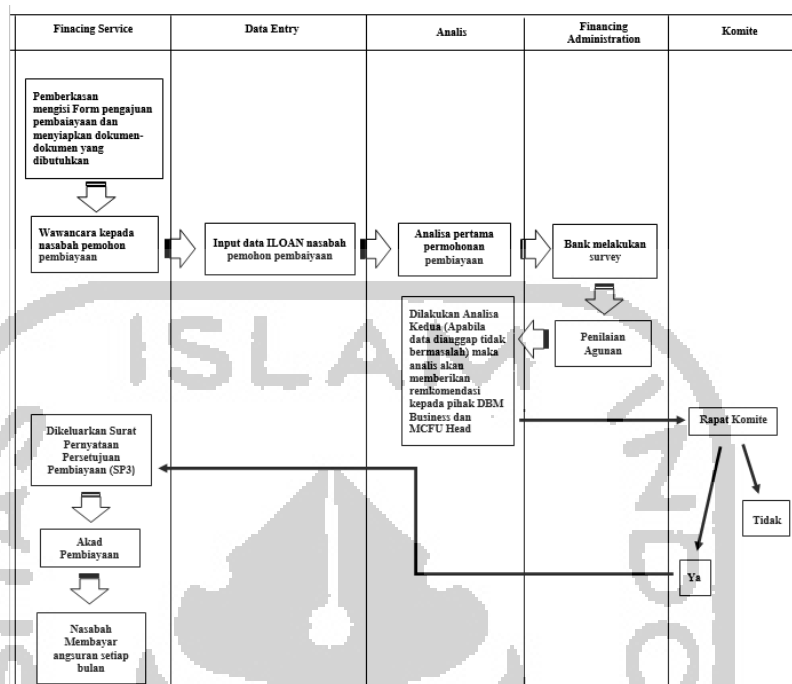 Finacing Service
Data Entry
Analis
Financing
Administration
Komite
Pemberkasan
mengisi Form pengajuan
pembaiayaan dan
menyiapkan dokumen-
dokumen yang
dibutuhkan
Wawancara kepada
nasabah pemohon
pembiayaan
Input data ILOAN nasabah
pemohon pembaiyaan
Analisa pertama
permohonan
pembiayaan
Bank melakukan
survey
Dilakukan Analisa
Kedua (Apabila
data dianggap tidak
bermasalah) maka
analis akan
memberikan
remkomendasi
kepada pihak DBM
Business dan
MCFU Head
Penilaian
Agunan
Rapat Komite
Tidak
Ya
Dikeluarkan Surat
Pernyataan
Persetujuan
Pembiayaan (SP3)
Akad
Pembiayaan
Nasabah
Membayar
angsuran setiap
bulan
ISLAM